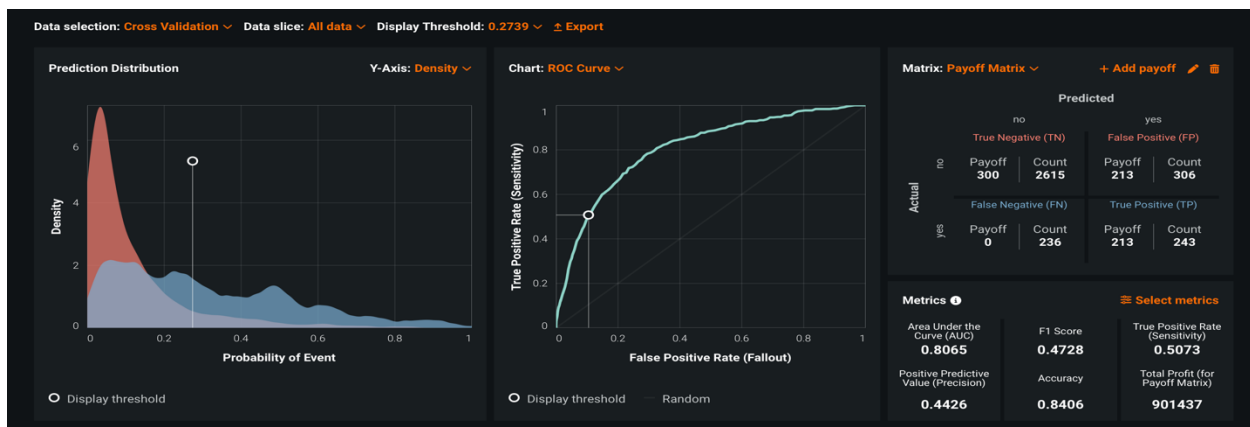 Data selection: Cross Validation Data slice: All data Display Threshold: 0.2739 Export
Prediction Distribution
Y-Axis: Density
6
4
2
0
Density
0 0.2 0.4 0.6 0.8 1
Probability of Event
Display threshold
Chart: ROC Curve
1
0.8
0.6
0.4
0.2
0
True Positive Rate (Sensitivity)
0 0.2 0.4 0.6 0.8 1
False Positive Rate (Fallout)
Display threshold Random
Matrix: Payoff Matrix + Add payoff
Predicted
no yes
Actual
no
True Negative (TN)
Payoff Count
300 2615
False Positive (FP)
Payoff Count
213 306
yes
False Negative (FN)
Payoff Count
0 236
True Positive (TP)
Payoff Count
213 243
Metrics i
Select metrics
Area Under the
Curve (AUC)
0.8065
F1 Score
0.4728
True Positive Rate
(Sensitivity)
0.5073
Positive Predictive
Value (Precision)
0.4426
Accuracy
0.8406
Total Profit (for
Payoff Matrix)
901437